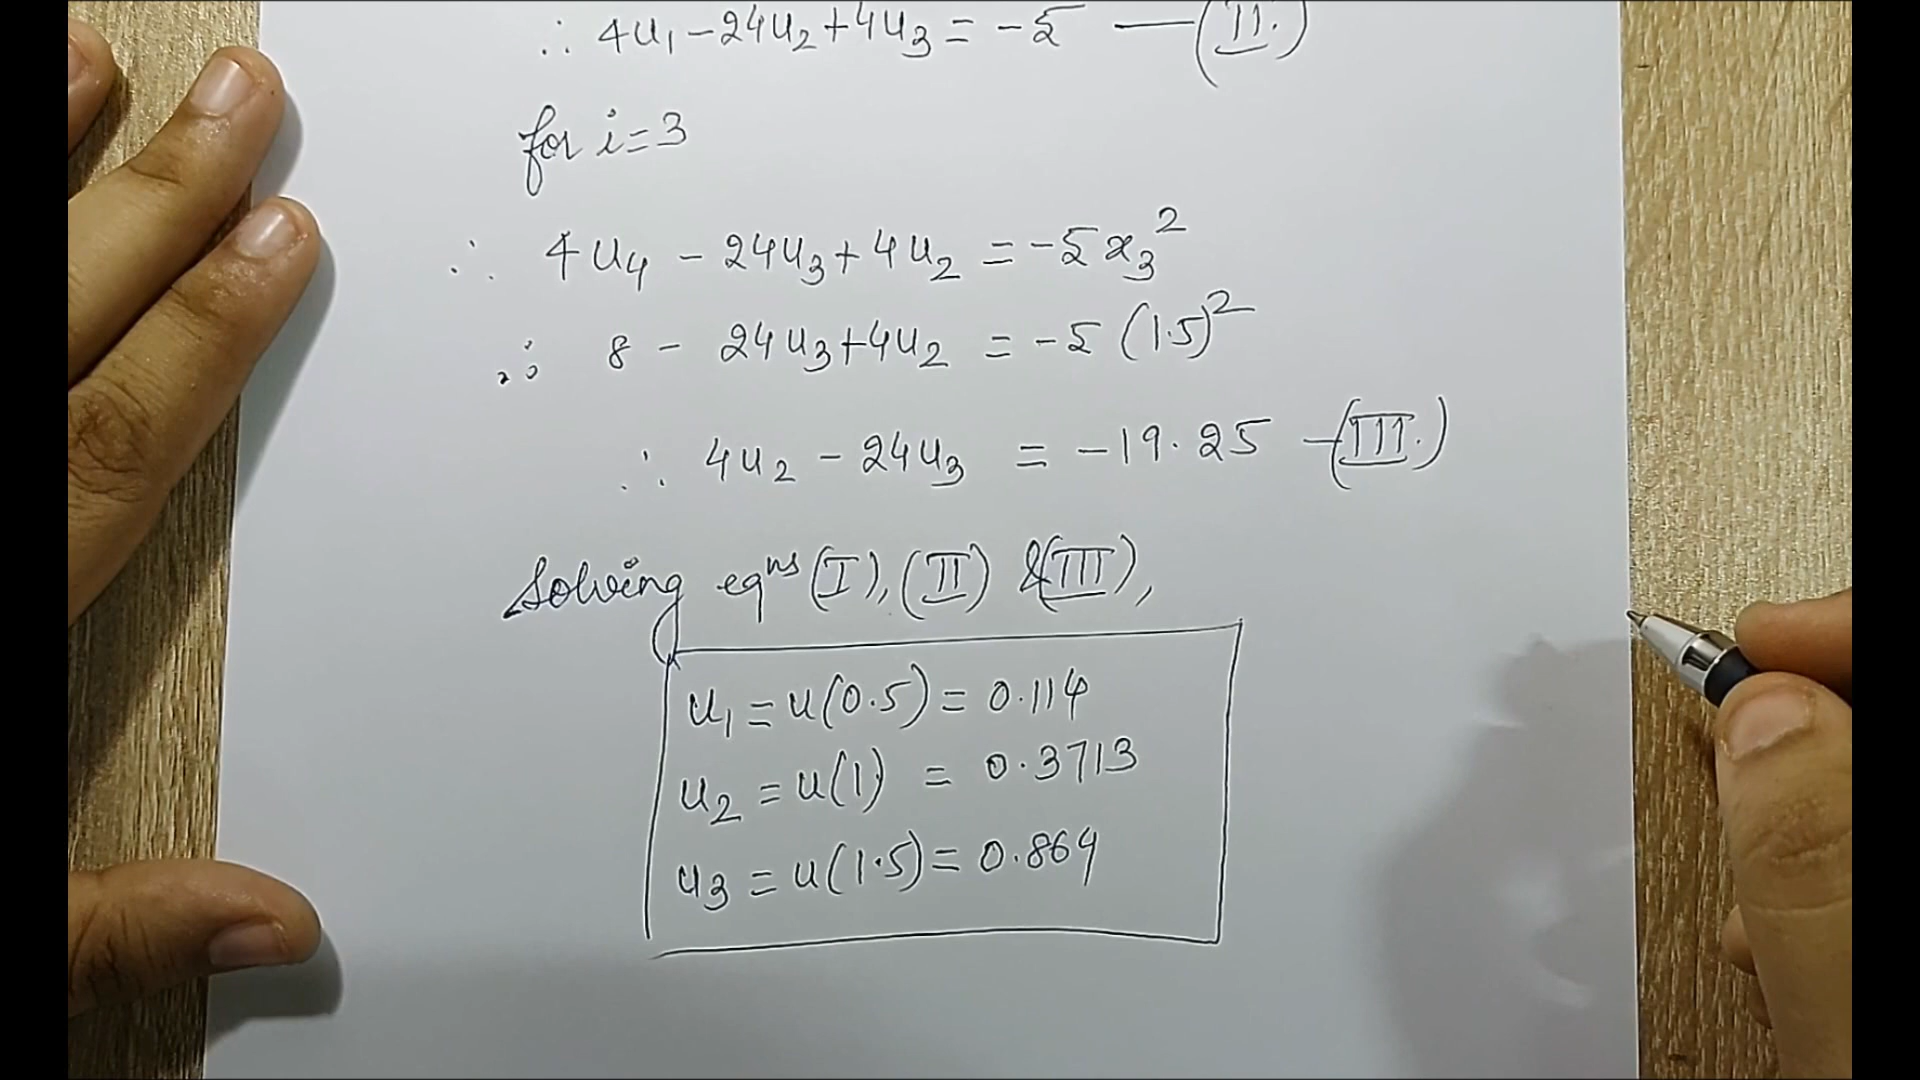 ∴ 4u₁ - 24u₂ + 4u₃ = -5 — (II.)
for i=3
∴ 4u₄ - 24u₃ + 4u₂ = -5x₃²
∴ 8 - 24u₃ + 4u₂ = -5 (1.5)²
∴ 4u₂ - 24u₃ = -19.25 — (III.)
Solving eqⁿˢ (I), (II) & (III),
u₁ = u(0.5) = 0.114
u₂ = u(1) = 0.3713
u₃ = u(1.5) = 0.864